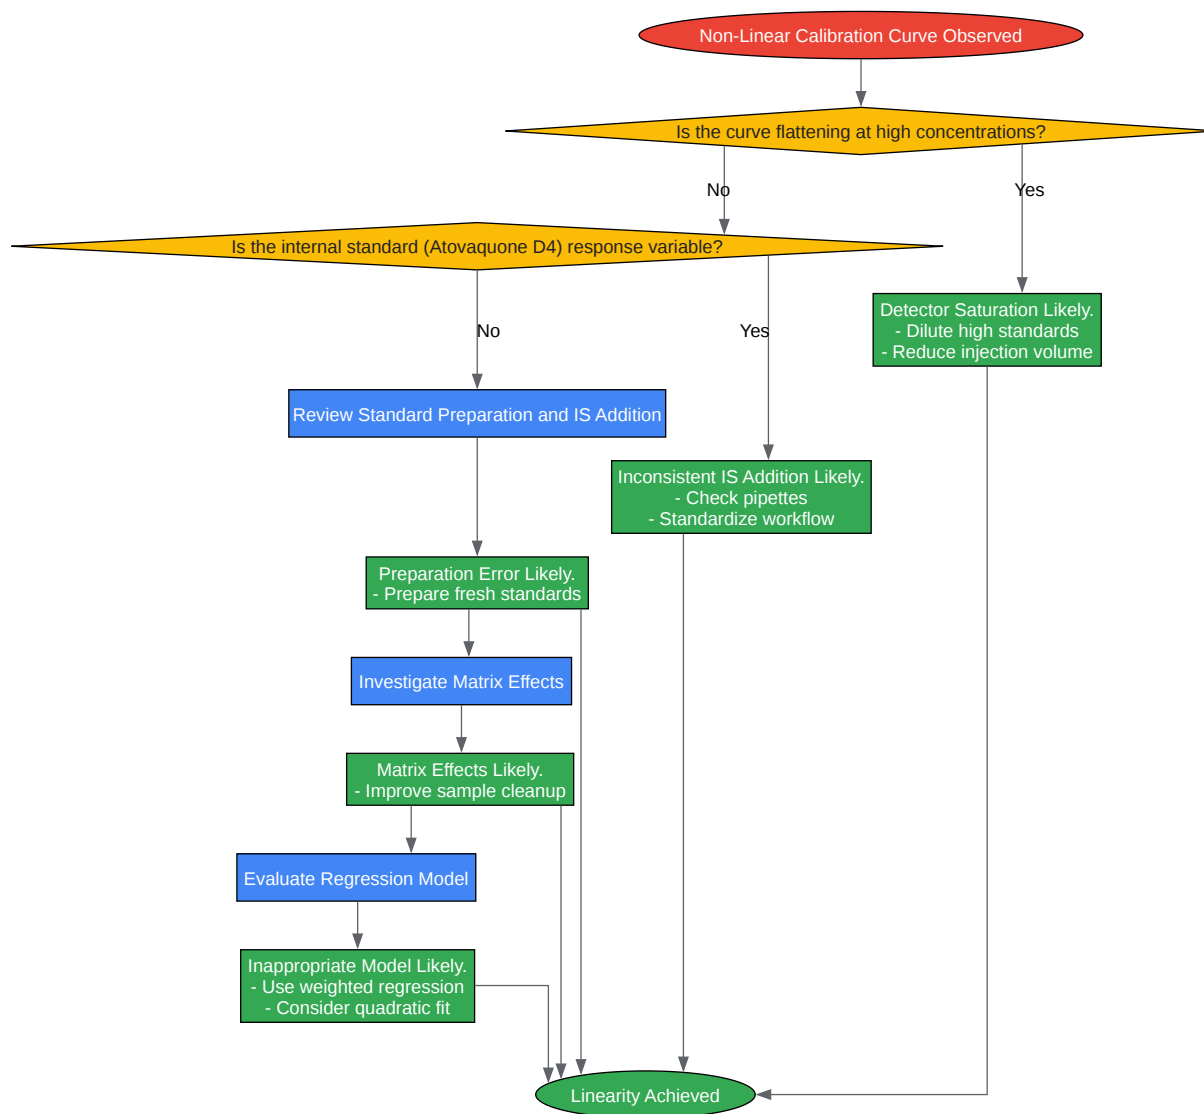 Non-Linear Calibration Curve Observed
Is the curve flattening at high concentrations?
No
Yes
Is the internal standard (Atovaquone D4) response variable?
Detector Saturation Likely.
- Dilute high standards
- Reduce injection volume
No
Yes
Review Standard Preparation and IS Addition
Inconsistent IS Addition Likely.
- Check pipettes
- Standardize workflow
Preparation Error Likely.
- Prepare fresh standards
Investigate Matrix Effects
Matrix Effects Likely.
- Improve sample cleanup
Evaluate Regression Model
Inappropriate Model Likely.
- Use weighted regression
- Consider quadratic fit
Linearity Achieved